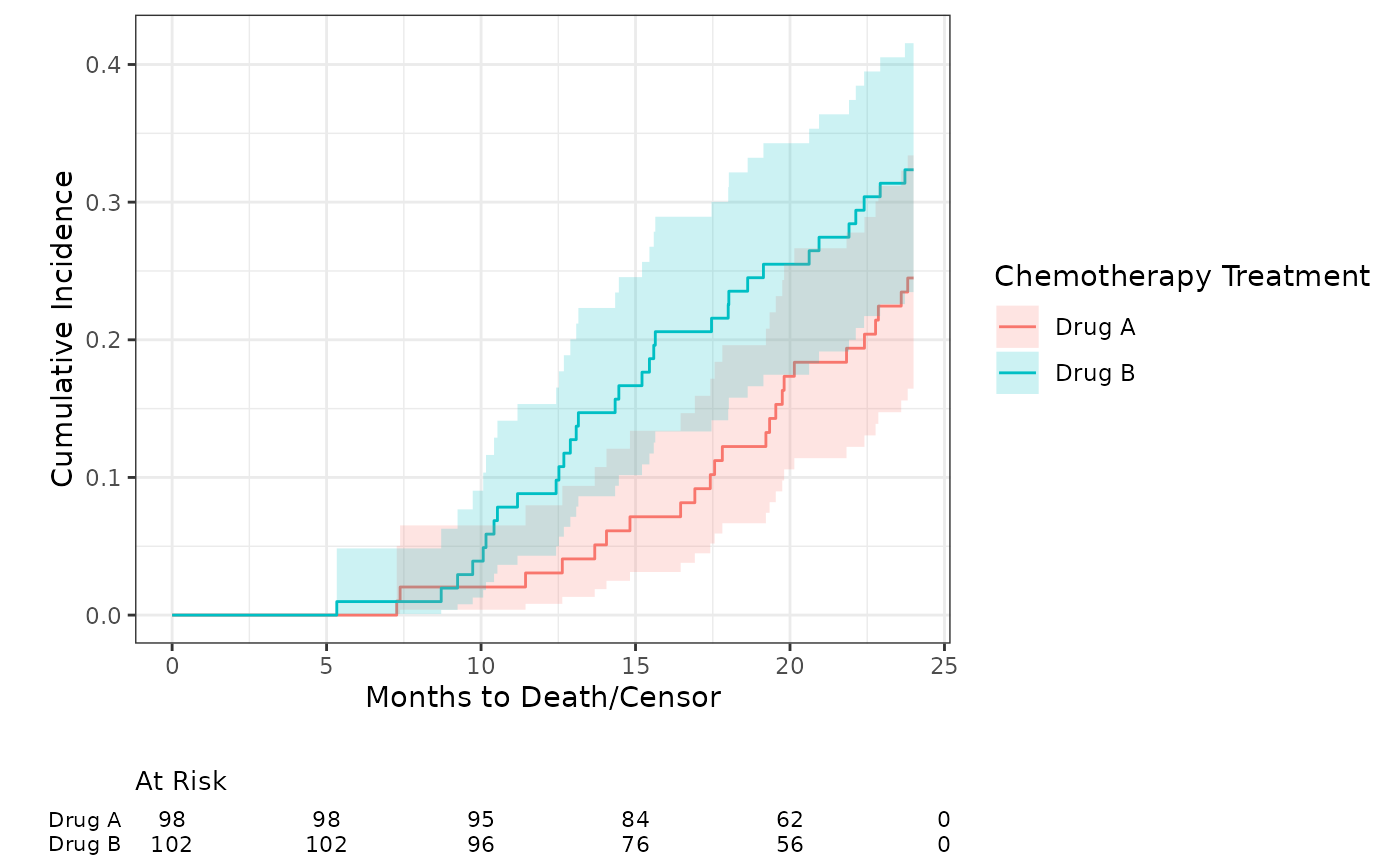 0.4
0.3
0.2
0.1
0.0
Cumulative Incidence
0 5 10 15 20 25
Months to Death/Censor
Chemotherapy Treatment
Drug A
Drug B
At Risk
Drug A 98 98 95 84 62 0
Drug B 102 102 96 76 56 0